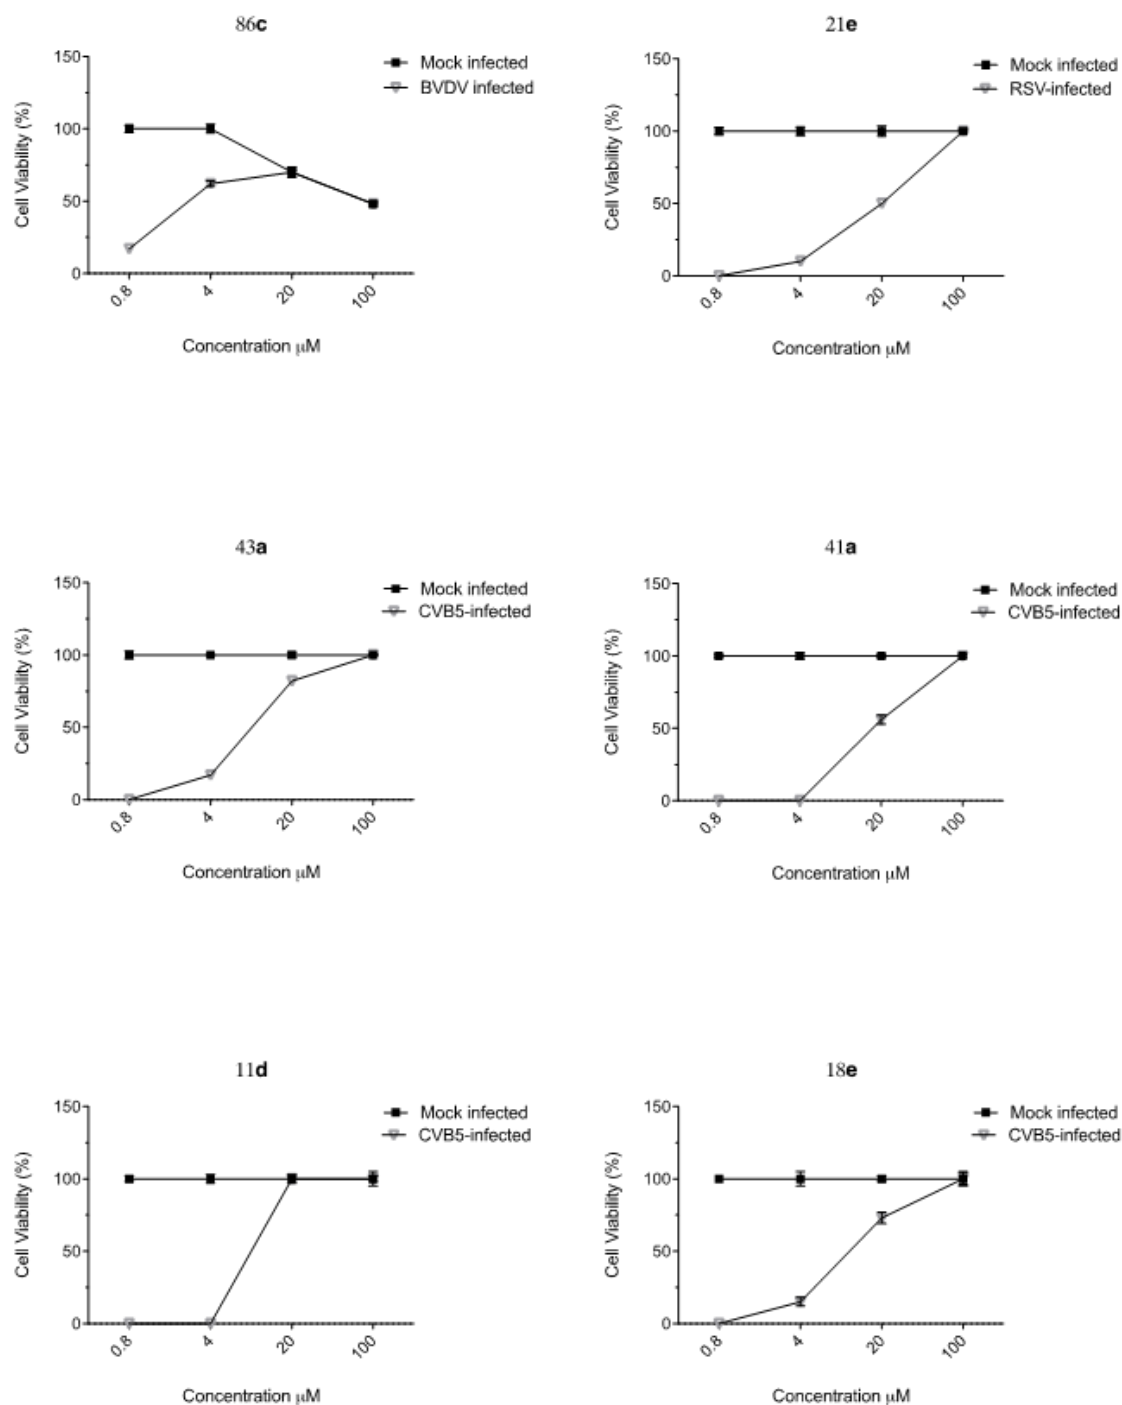 86c
Mock infected
BVDV infected
150
100
50
0
Cell Viability (%)
0.8
4
20
100
Concentration μM
21e
Mock infected
RSV-infected
150
100
50
0
Cell Viability (%)
0.8
4
20
100
Concentration μM
43a
Mock infected
CVB5-infected
150
100
50
0
Cell Viability (%)
0.8
4
20
100
Concentration μM
41a
Mock infected
CVB5-infected
150
100
50
0
Cell Viability (%)
0.8
4
20
100
Concentration μM
11d
Mock infected
CVB5-infected
150
100
50
0
Cell Viability (%)
0.8
4
20
100
Concentration μM
18e
Mock infected
CVB5-infected
150
100
50
0
Cell Viability (%)
0.8
4
20
100
Concentration μM